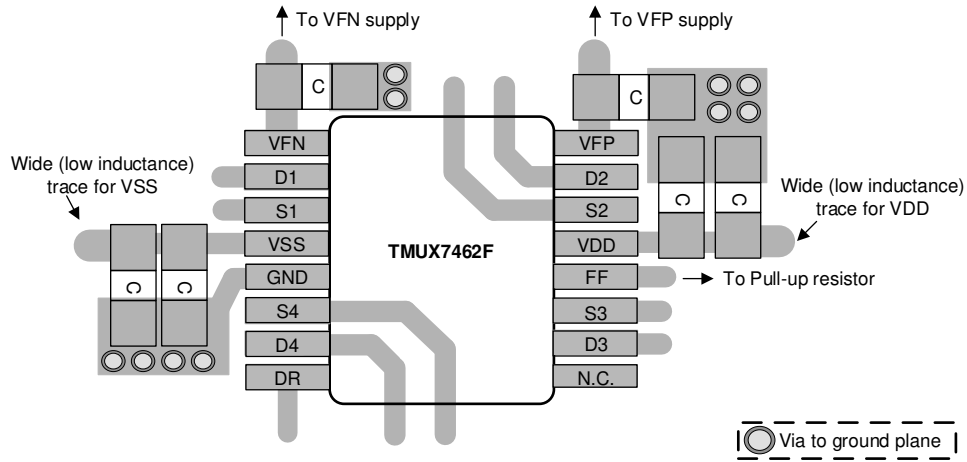 To VFN supply
To VFP supply
C
C
VFN
VFP
Wide (low inductance)
trace for VSS
D1
D2
C
C
Wide (low inductance)
trace for VDD
S1
S2
VSS
TMUX7462F
VDD
C
C
GND
FF
To Pull-up resistor
S4
S3
D4
D3
DR
N.C.
Via to ground plane